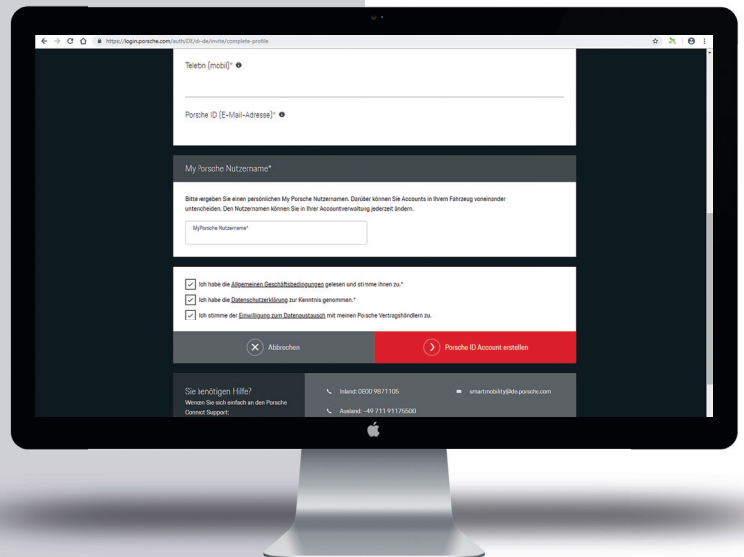 https://login.porsche.com/auth/DE/di-de/invite/complete-profile
Telefon (mobil)*
Porsche ID (E-Mail-Adresse)*
My Porsche Nutzername*
Bitte vergeben Sie einen persönlichen My Porsche Nutzernamen. Darüber können Sie Accounts in Ihrem Fahrzeug voneinander
unterscheiden. Den Nutzernamen können Sie in Ihrer Accountverwaltung jederzeit ändern.
MyPorsche Nutzername*
Ich habe die Allgemeinen Geschäftsbedingungen gelesen und stimme ihnen zu.*
Ich habe die Datenschutzerklärung zur Kenntnis genommen.*
Ich stimme der Einwilligung zum Datenaustausch mit meinen Porsche Vertragshändlern zu.
Abbrechen
Porsche ID Account erstellen
Sie benötigen Hilfe?
Wenden Sie sich einfach an den Porsche
Connect Support:
Inland: 0800 9871105
smartmobility@de.porsche.com
Ausland: -49 711 91175500